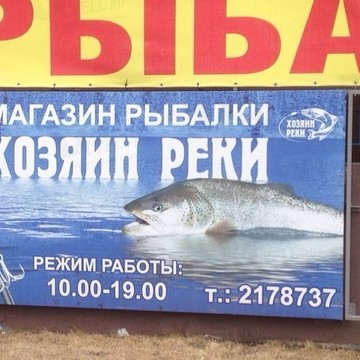 РЫБА
МАГАЗИН РЫБАЛКИ
ХОЗЯИН РЕКИ
ХОЗЯИН
РЕКИ
РЕЖИМ РАБОТЫ:
10.00-19.00
т.: 2178737